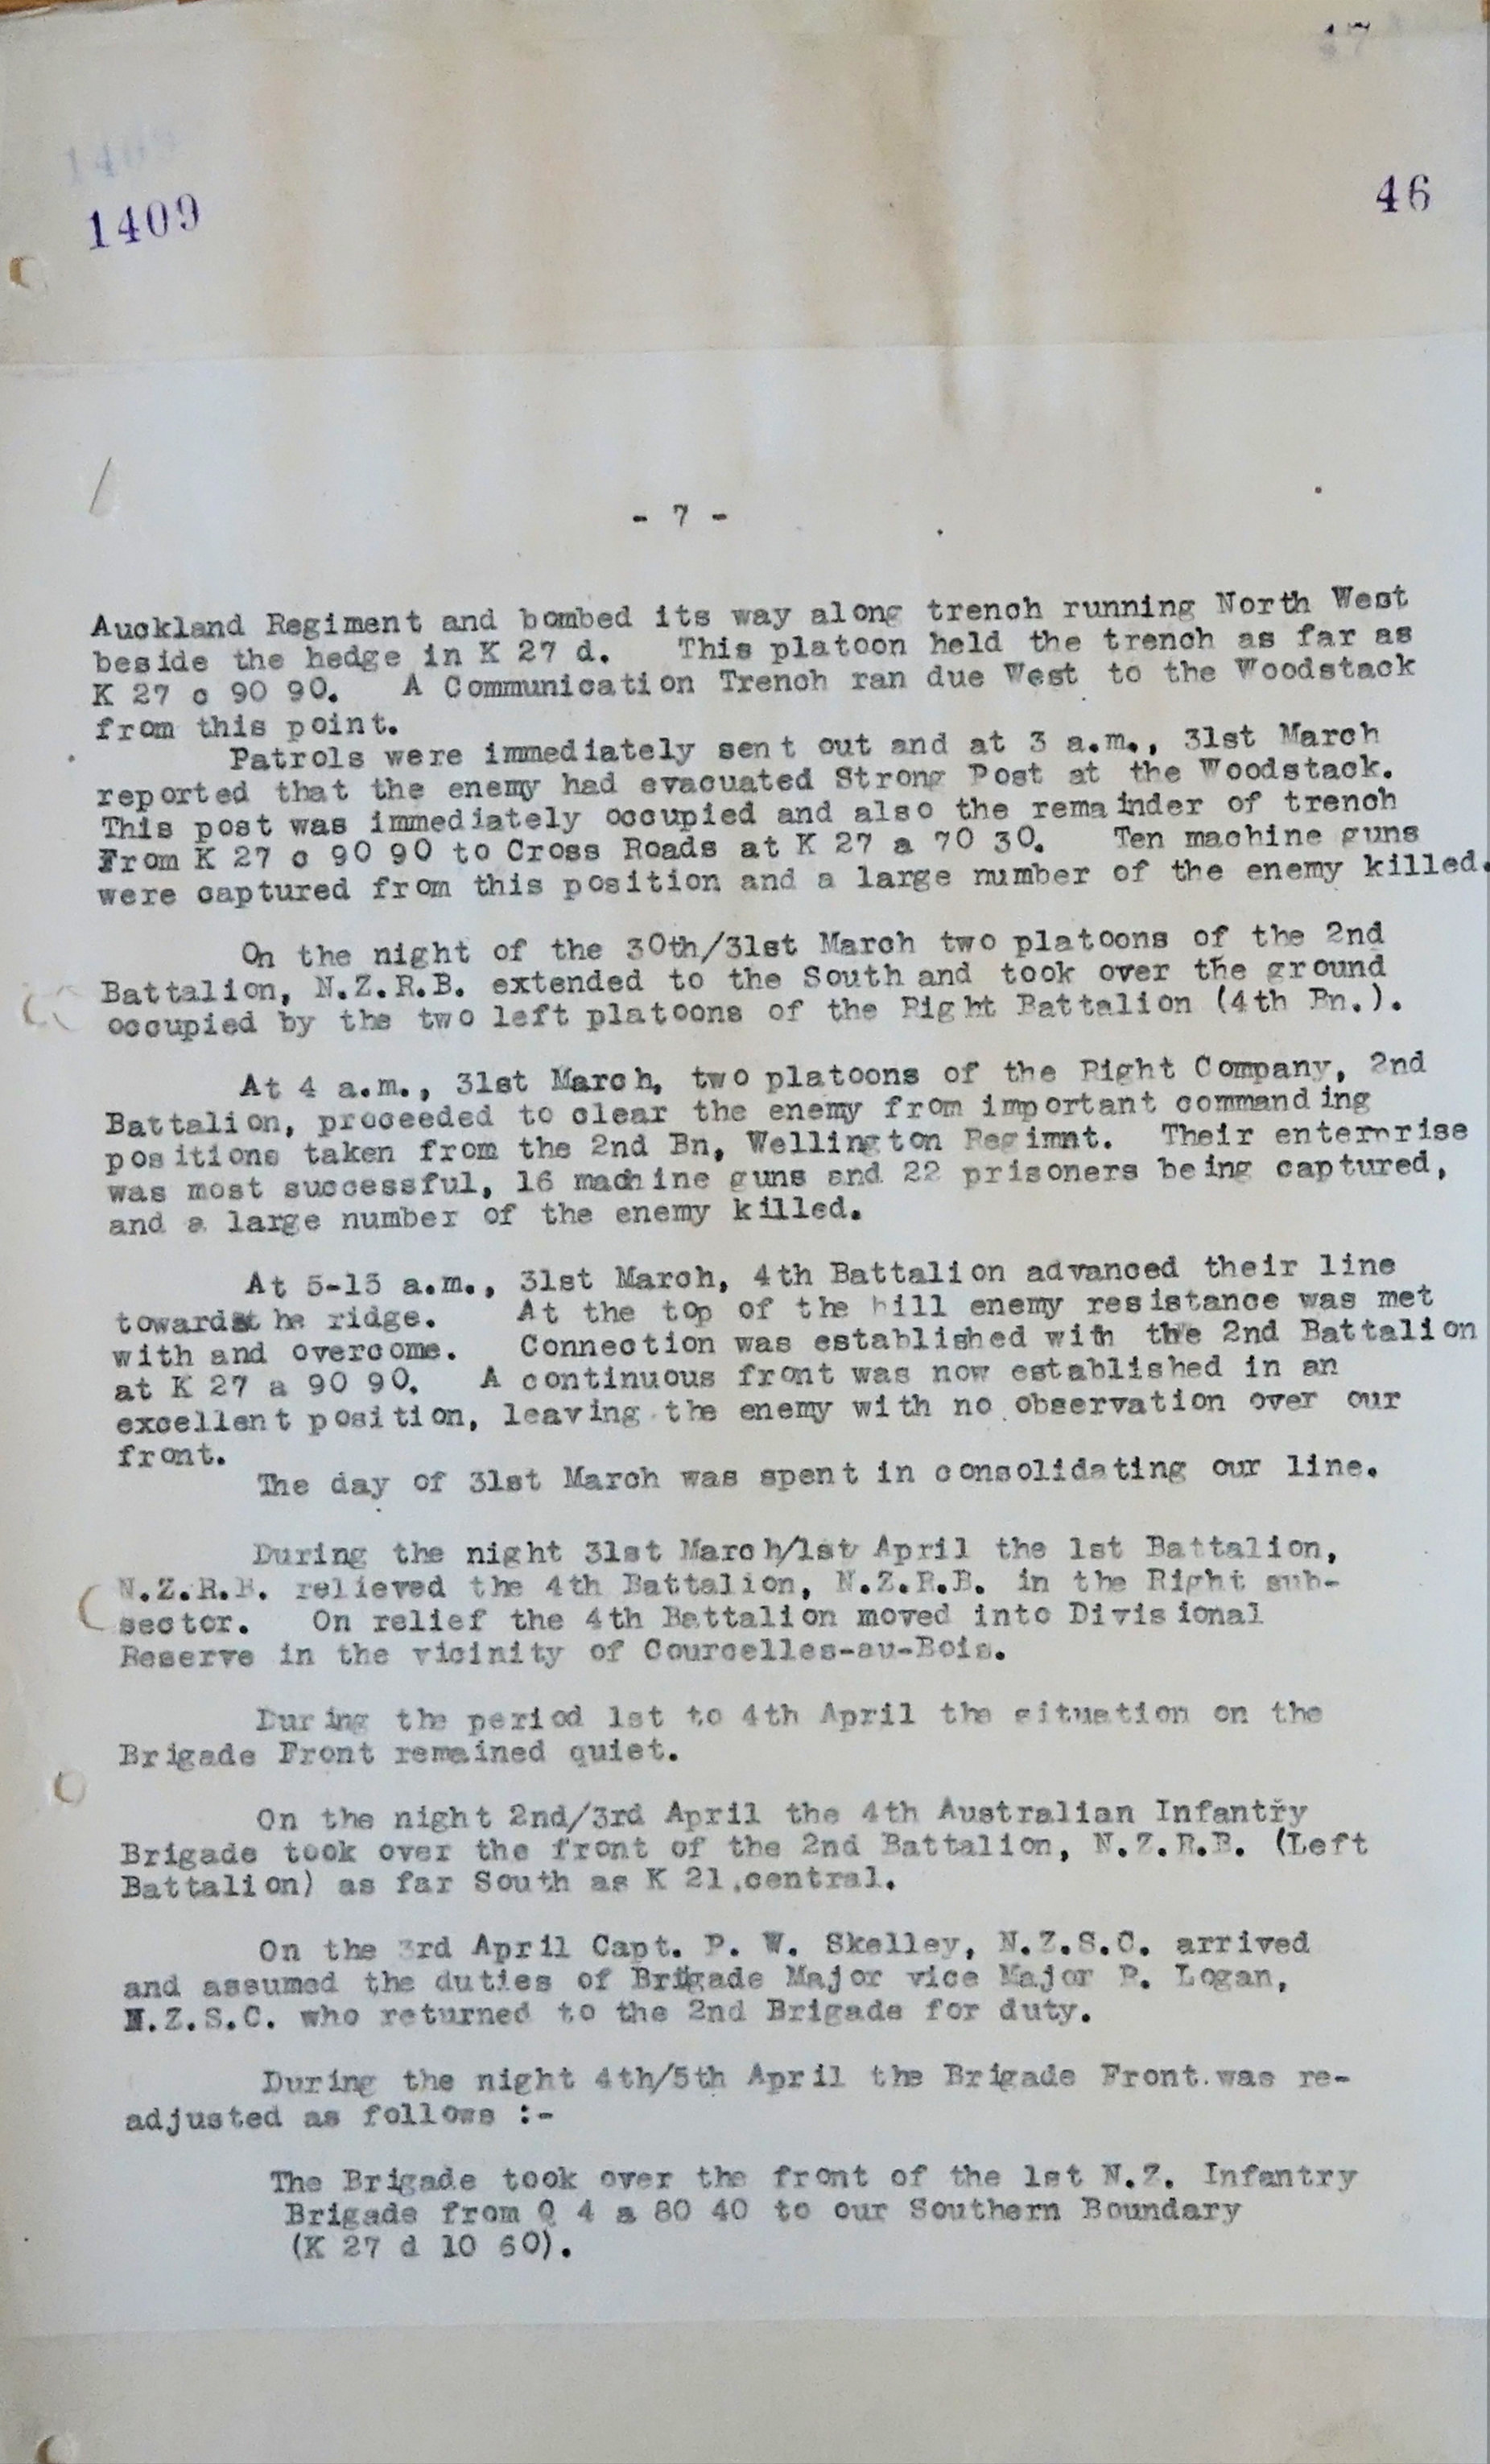 17
1409
1409
46
- 7 -
Auckland Regiment and bombed its way along trench running North West
beside the hedge in K 27 d. This platoon held the trench as far as
K 27 c 90 90. A Communication Trench ran due West to the Woodstack
from this point.
Patrols were immediately sent out and at 3 a.m., 31st March
reported that the enemy had evacuated Strong Post at the Woodstack.
This post was immediately occupied and also the remainder of trench
From K 27 c 90 90 to Cross Roads at K 27 a 70 30. Ten machine guns
were captured from this position and a large number of the enemy killed.
On the night of the 30th/31st March two platoons of the 2nd
Battalion, N.Z.R.B. extended to the South and took over the ground
occupied by the two left platoons of the Right Battalion (4th Bn.).
At 4 a.m., 31st March, two platoons of the Right Company, 2nd
Battalion, proceeded to clear the enemy from important commanding
positions taken from the 2nd Bn, Wellington Regimnt. Their enterprise
was most successful, 16 machine guns and 22 prisoners being captured,
and a large number of the enemy killed.
At 5-15 a.m., 31st March, 4th Battalion advanced their line
towards the ridge. At the top of the hill enemy resistance was met
with and overcome. Connection was established with the 2nd Battalion
at K 27 a 90 90. A continuous front was now established in an
excellent position, leaving the enemy with no observation over our
front.
The day of 31st March was spent in consolidating our line.
During the night 31st March/1st April the 1st Battalion,
N.Z.R.B. relieved the 4th Battalion, N.Z.R.B. in the Right sub-
sector. On relief the 4th Battalion moved into Divisional
Reserve in the vicinity of Courcelles-au-Bois.
During the period 1st to 4th April the situation on the
Brigade Front remained quiet.
On the night 2nd/3rd April the 4th Australian Infantry
Brigade took over the front of the 2nd Battalion, N.Z.R.B. (Left
Battalion) as far South as K 21.central.
On the 3rd April Capt. P. W. Skelley, N.Z.S.C. arrived
and assumed the duties of Brigade Major vice Major R. Logan,
N.Z.S.C. who returned to the 2nd Brigade for duty.
During the night 4th/5th April the Brigade Front was re-
adjusted as follows :-
The Brigade took over the front of the 1st N.Z. Infantry
Brigade from Q 4 a 80 40 to our Southern Boundary
(K 27 d 10 60).